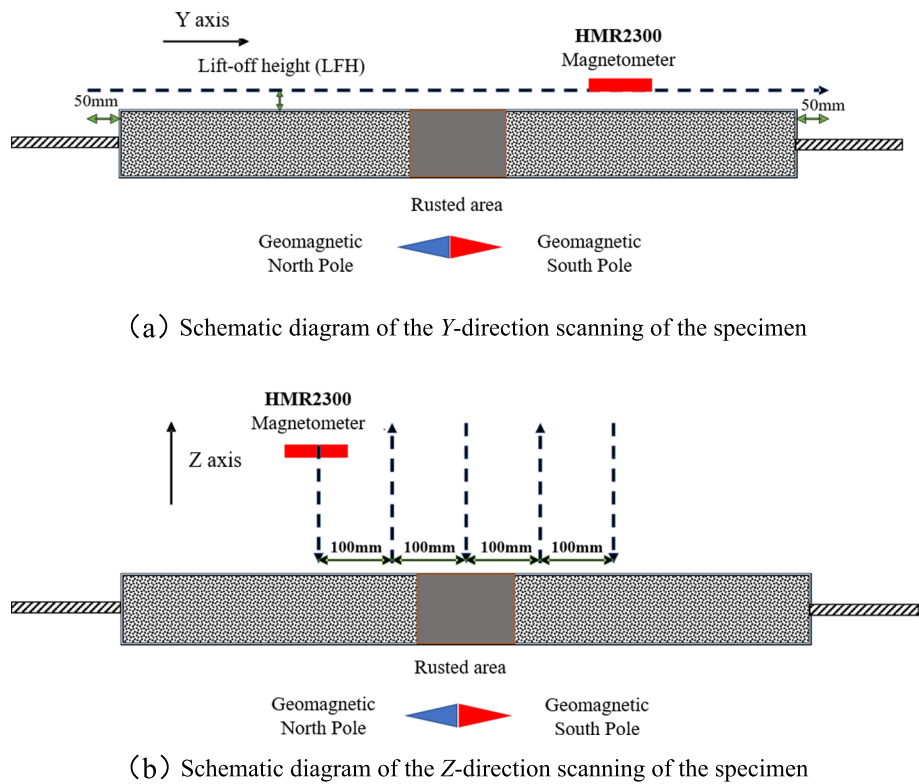 Y axis
HMR2300
Magnetometer
Lift-off height (LFH)
50mm
50mm
Rusted area
Geomagnetic
North Pole
Geomagnetic
South Pole
（a）Schematic diagram of the Y-direction scanning of the specimen
HMR2300
Magnetometer
Z axis
100mm
100mm
100mm
100mm
Rusted area
Geomagnetic
North Pole
Geomagnetic
South Pole
（b）Schematic diagram of the Z-direction scanning of the specimen